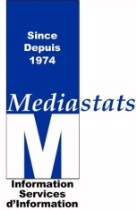 Since
Depuis
1974
Mediastats
M
Information
Services
d'Information